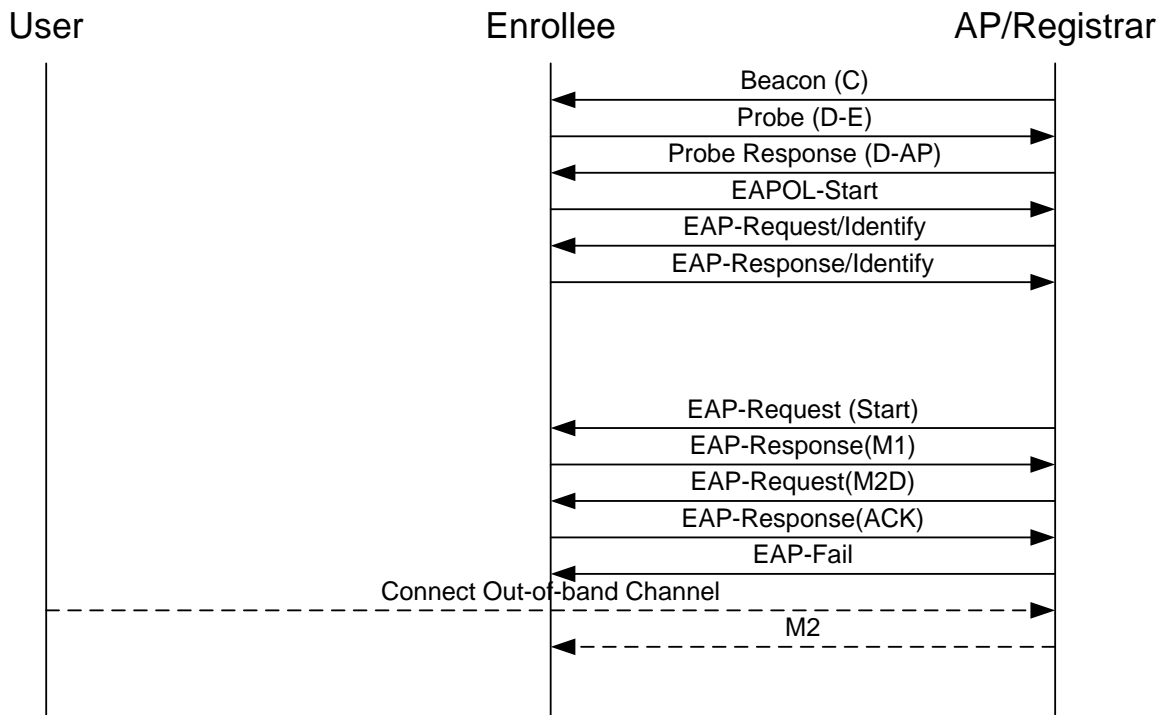 User
Enrollee
AP/Registrar
Beacon (C)
Probe (D-E)
Probe Response (D-AP)
EAPOL-Start
EAP-Request/Identify
EAP-Response/Identify
EAP-Request (Start)
EAP-Response(M1)
EAP-Request(M2D)
EAP-Response(ACK)
EAP-Fail
Connect Out-of-band Channel
M2